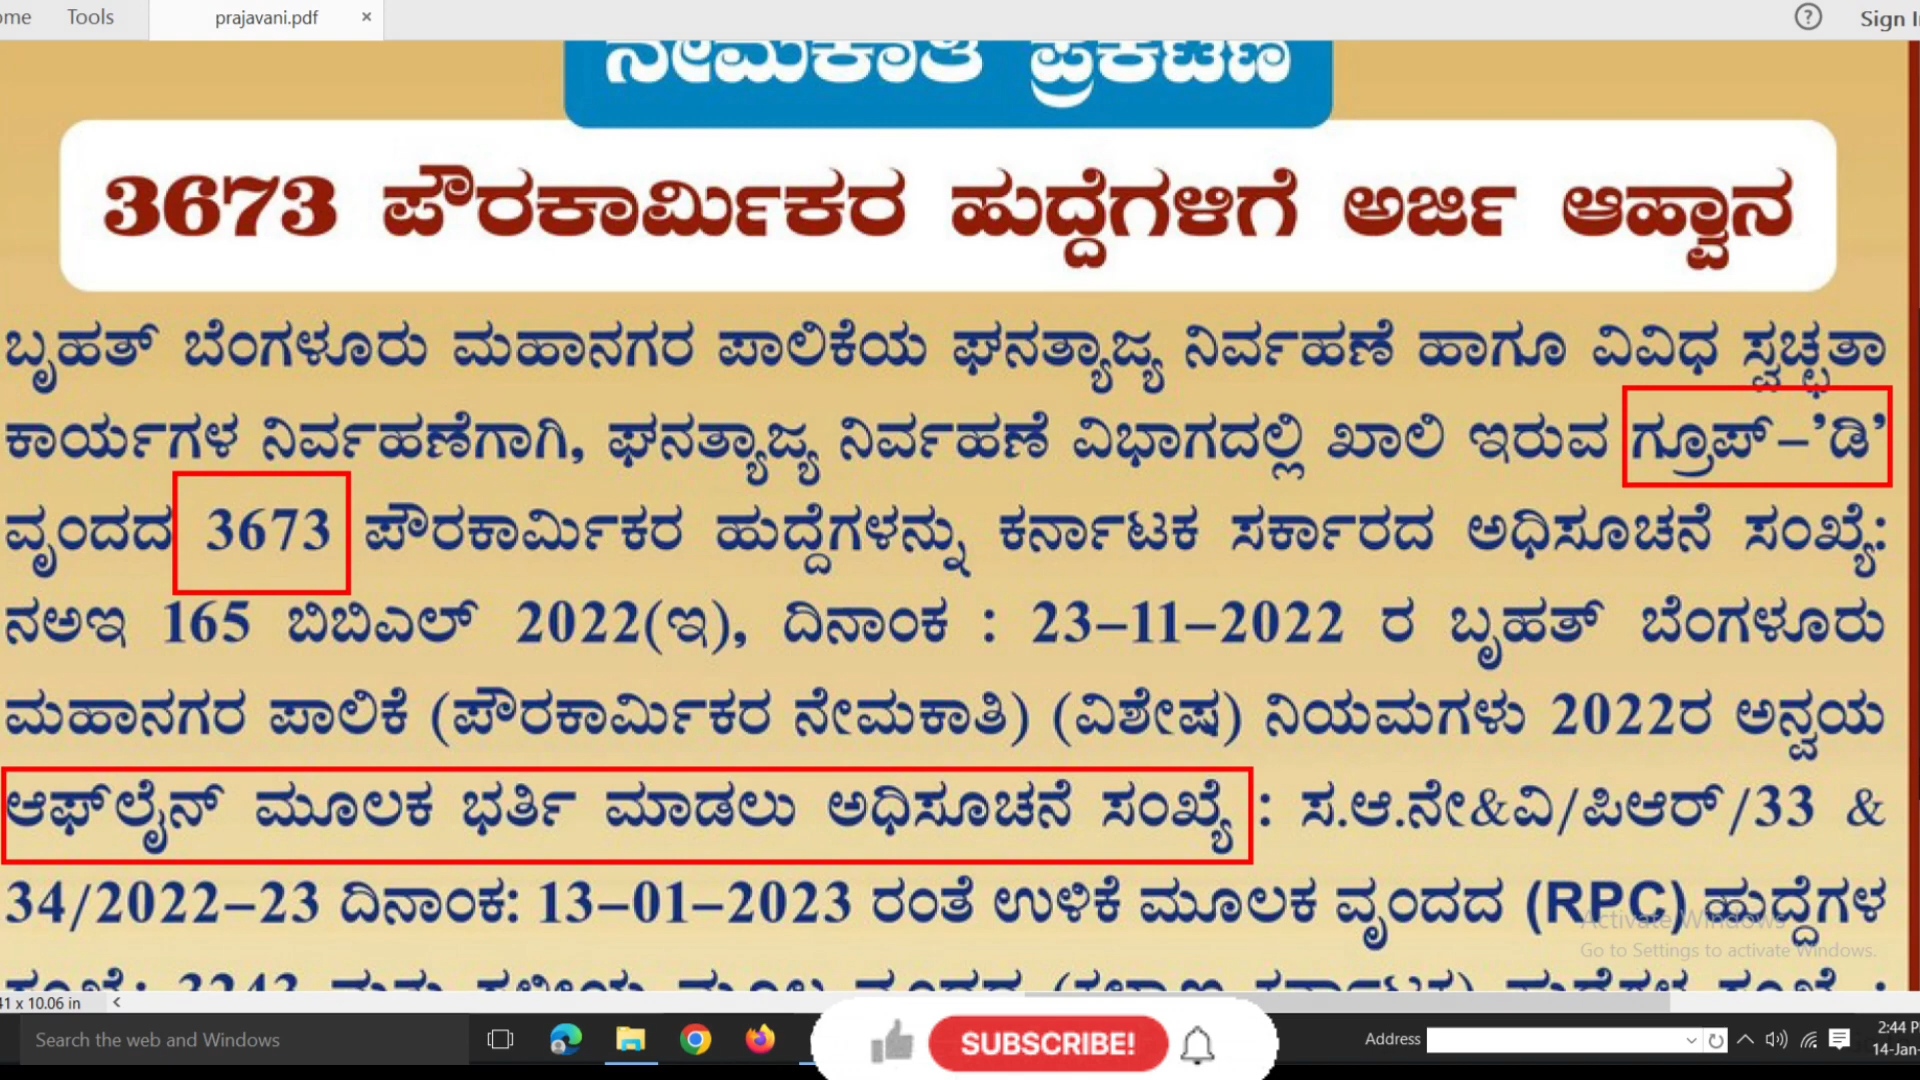 Tools
prajavani.pdf
×
?
ನೇಮಕಾತಿ ಪ್ರಕಟಣೆ
3673 ಪೌರಕಾರ್ಮಿಕರ ಹುದ್ದೆಗಳಿಗೆ ಅರ್ಜಿ ಆಹ್ವಾನ
ಬೃಹತ್ ಬೆಂಗಳೂರು ಮಹಾನಗರ ಪಾಲಿಕೆಯ ಘನತ್ಯಾಜ್ಯ ನಿರ್ವಹಣೆ ಹಾಗೂ ವಿವಿಧ ಸ್ವಚ್ಛತಾ
ಕಾರ್ಯಗಳ ನಿರ್ವಹಣೆಗಾಗಿ, ಘನತ್ಯಾಜ್ಯ ನಿರ್ವಹಣೆ ವಿಭಾಗದಲ್ಲಿ ಖಾಲಿ ಇರುವ ಗ್ರೂಪ್–'ಡಿ'
ವೃಂದದ 3673 ಪೌರಕಾರ್ಮಿಕರ ಹುದ್ದೆಗಳನ್ನು ಕರ್ನಾಟಕ ಸರ್ಕಾರದ ಅಧಿಸೂಚನೆ ಸಂಖ್ಯೆ:
ನಅಇ 165 ಬಿಬಿಎಲ್ 2022(ಇ), ದಿನಾಂಕ : 23–11–2022 ರ ಬೃಹತ್ ಬೆಂಗಳೂರು
ಮಹಾನಗರ ಪಾಲಿಕೆ (ಪೌರಕಾರ್ಮಿಕರ ನೇಮಕಾತಿ) (ವಿಶೇಷ) ನಿಯಮಗಳು 2022ರ ಅನ್ವಯ
ಆಫ್‌ಲೈನ್ ಮೂಲಕ ಭರ್ತಿ ಮಾಡಲು ಅಧಿಸೂಚನೆ ಸಂಖ್ಯೆ : ಸ.ಆ.ನೇ&ವಿ/ಪಿಆರ್/33 &
34/2022–23 ದಿನಾಂಕ: 13–01–2023 ರಂತೆ ಉಳಿಕೆ ಮೂಲಕ ವೃಂದದ (RPC) ಹುದ್ದೆಗಳ
Activate Windows
Go to Settings to activate Windows.
x 10.06 in
Search the web and Windows
SUBSCRIBE!
Address
2:44